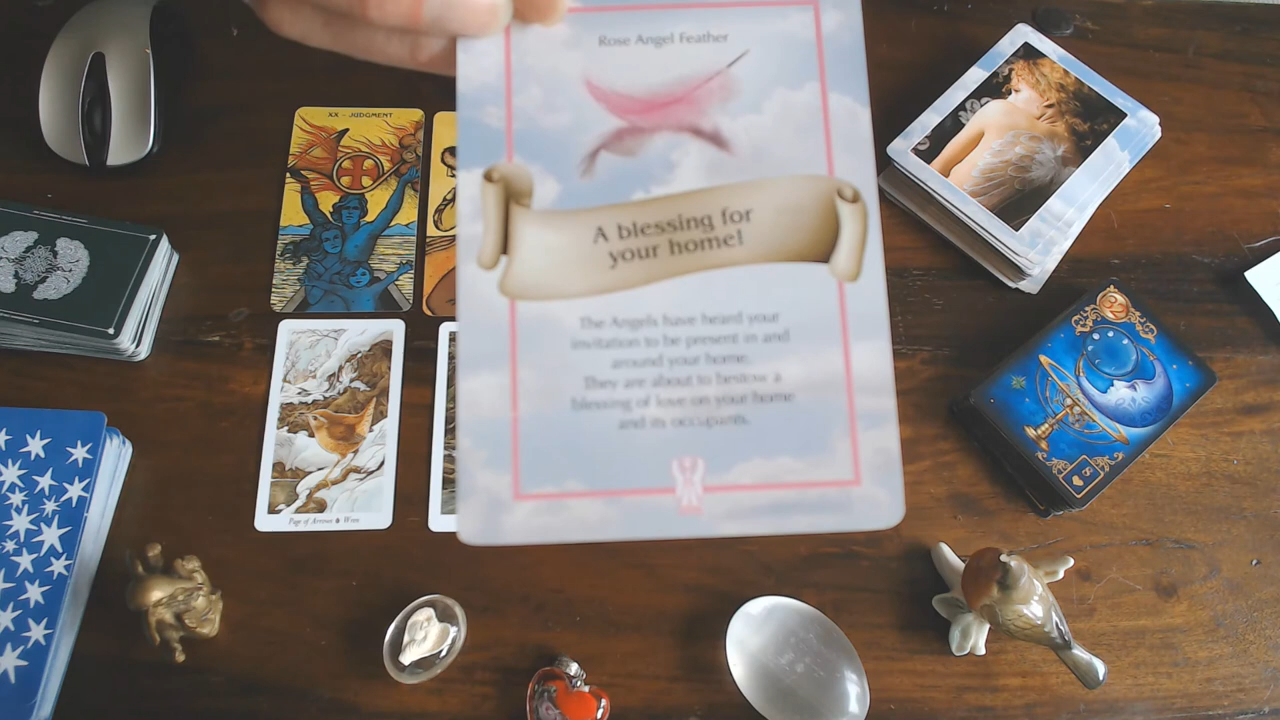 Rose Angel Feather
A blessing for
your home!
The Angels have heard your
invitation to be present in and
around your home.
They are about to bestow a
blessing of love on your home
and its occupants.
XX - JUDGMENT
Page of Arrows Wren
32
8